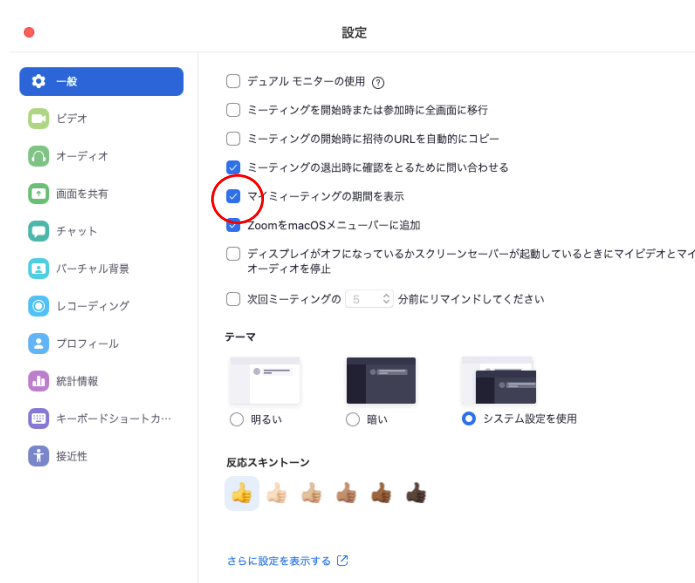 設定
一般
ビデオ
オーディオ
画面を共有
チャット
バーチャル背景
レコーディング
プロフィール
統計情報
キーボードショートカ…
接近性
デュアル モニターの使用 ?
ミーティングを開始時または参加時に全画面に移行
ミーティングの開始時に招待のURLを自動的にコピー
ミーティングの退出時に確認をとるために問い合わせる
マイミィーティングの期間を表示
ZoomをmacOSメニューバーに追加
ディスプレイがオフになっているかスクリーンセーバーが起動しているときにマイビデオとマイ
オーディオを停止
次回ミーティングの 5 分前にリマインドしてください
テーマ
明るい 暗い システム設定を使用
反応スキントーン
さらに設定を表示する